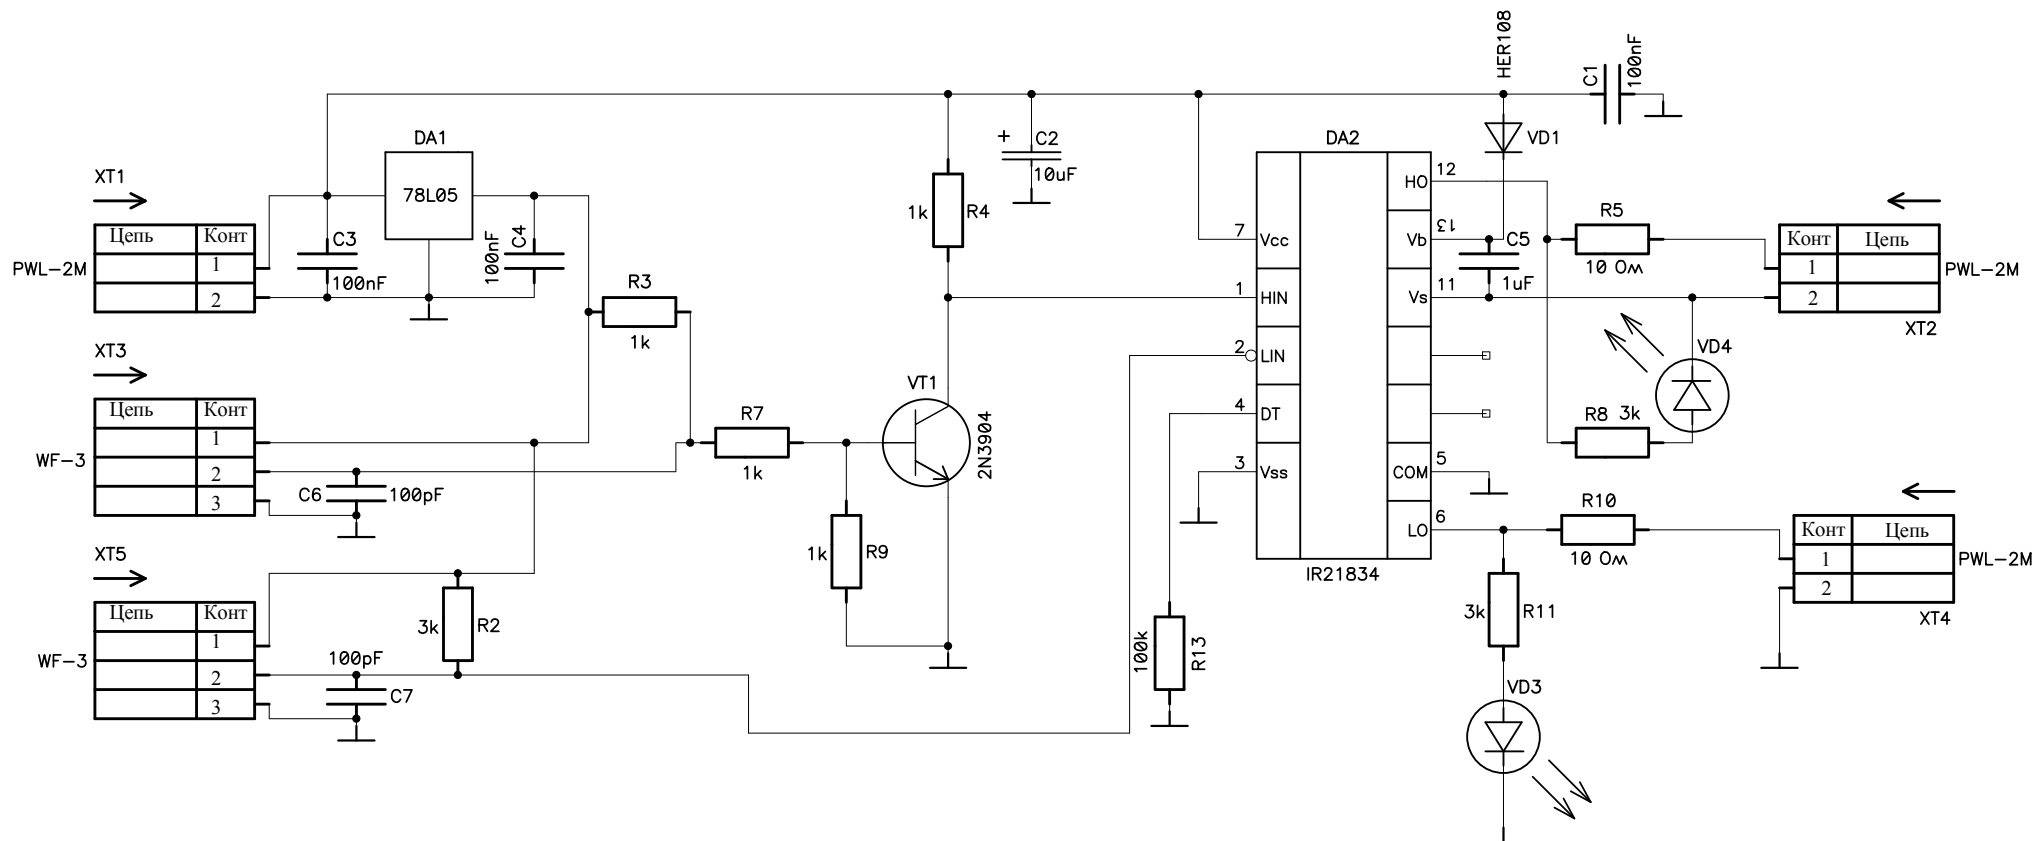 HER108
C1
100nF
DA1
78L05
C3
100nF
100nF
C4
XT1
Цепь Конт
1
2
PWL-2M
R3
1k
1k
R4
+
C2
10uF
DA2
7 Vcc
1 HIN
2 LIN
4 DT
3 Vss
HO 12
Vb 13
Vs 11
COM 5
LO 6
IR21834
VD1
C5
1uF
R5
10 Ом
Конт Цепь
1
2
PWL-2M
XT2
VD4
R8 3k
XT3
Цепь Конт
1
2
3
WF-3
C6
100pF
R7
1k
VT1
2N3904
1k
R9
R10
10 Ом
Конт Цепь
1
2
PWL-2M
XT4
3k
R11
VD3
100k
R13
XT5
Цепь Конт
1
2
3
WF-3
3k
R2
100pF
C7